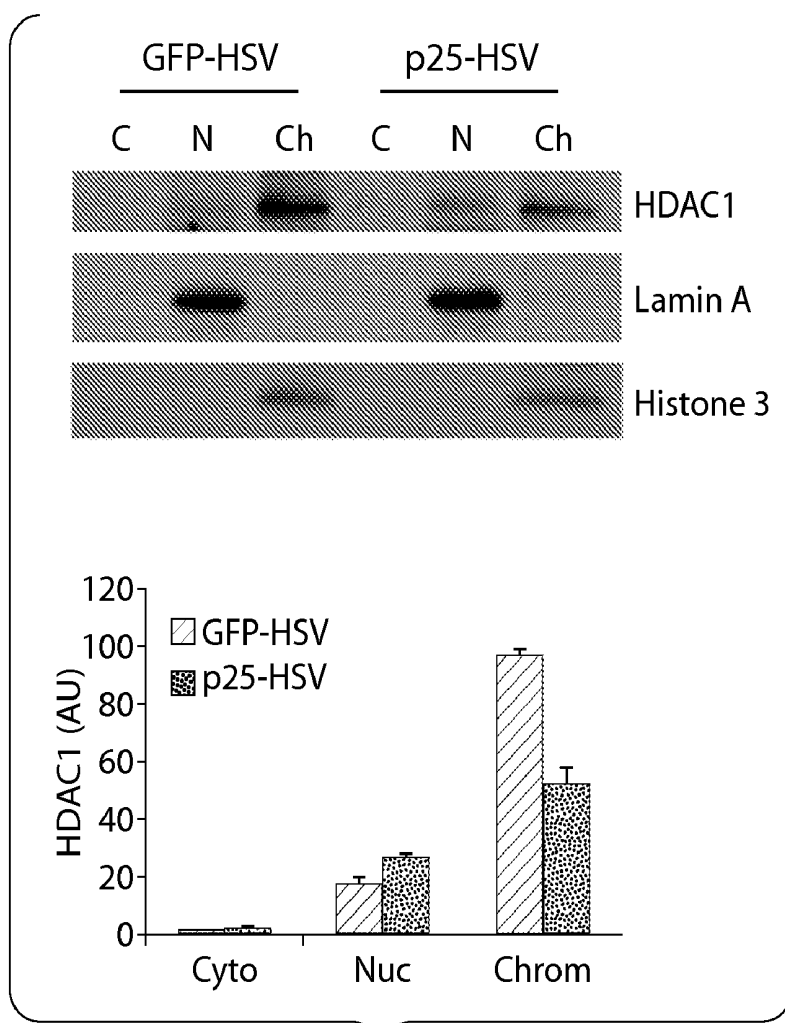 GFP-HSV p25-HSV
C N Ch C N Ch
HDAC1
Lamin A
Histone 3
120
100
80
60
40
20
0
HDAC1 (AU)
GFP-HSV
p25-HSV
Cyto Nuc Chrom